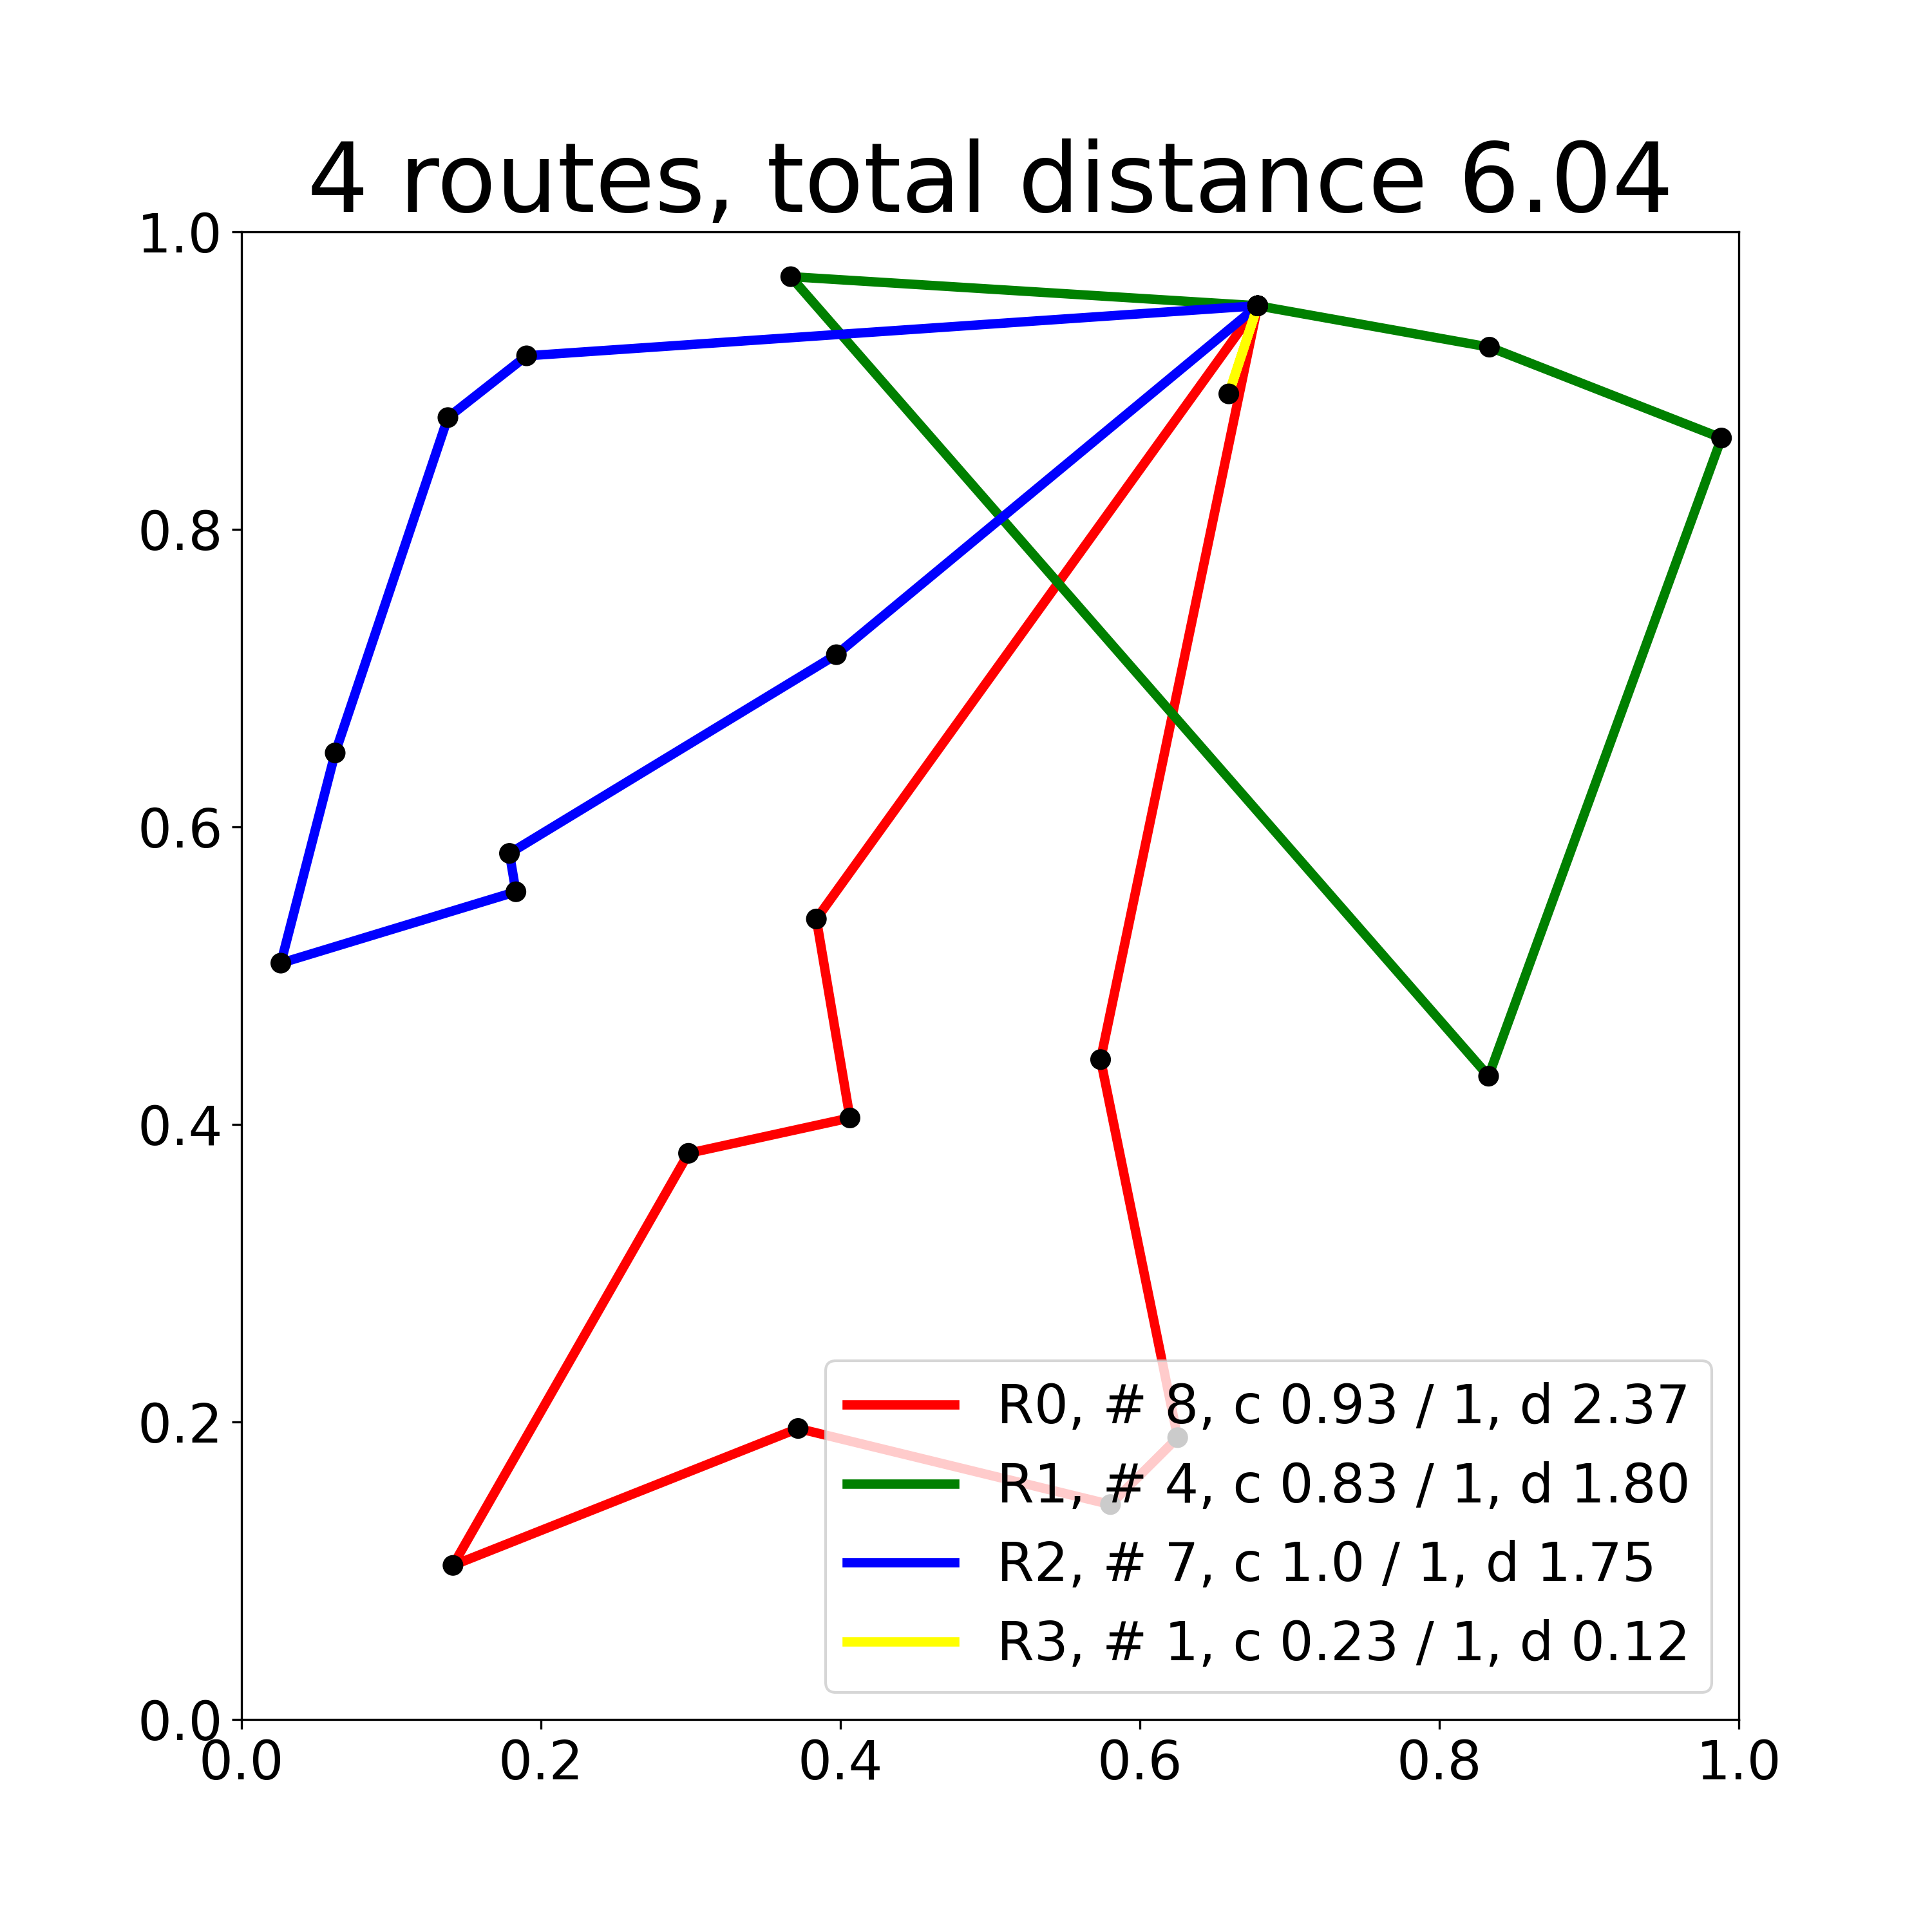 4 routes, total distance 6.04
1.0
0.8
0.6
0.4
0.2
0.0
R0, # 8, c 0.93 / 1, d 2.37
R1, # 4, c 0.83 / 1, d 1.80
R2, # 7, c 1.0 / 1, d 1.75
R3, # 1, c 0.23 / 1, d 0.12
0.0 0.2 0.4 0.6 0.8 1.0